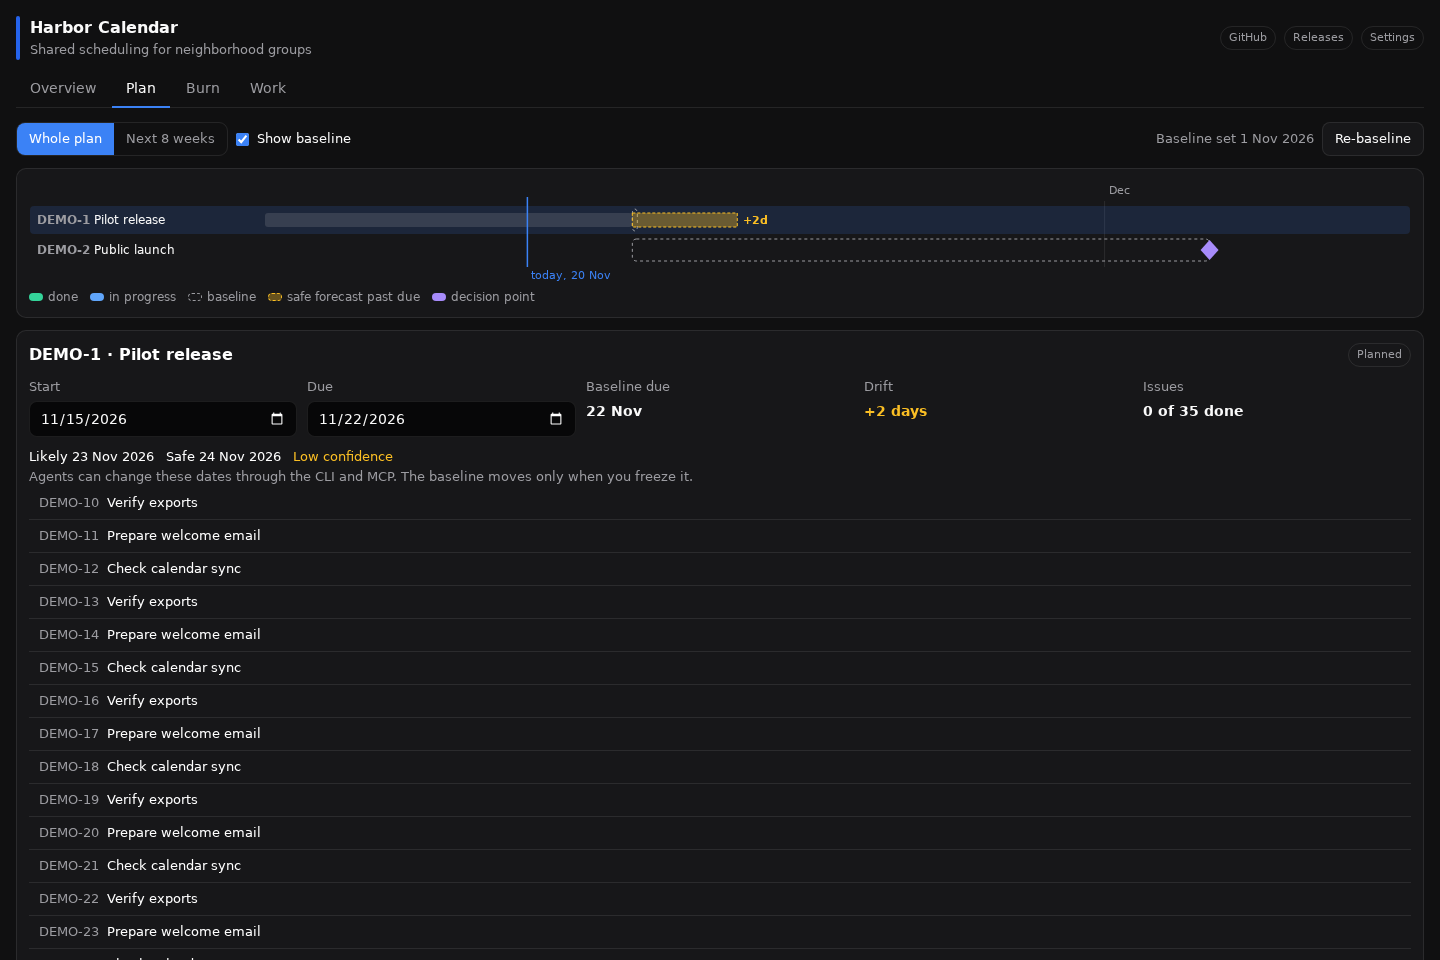 Harbor Calendar
Shared scheduling for neighborhood groups
GitHub Releases Settings
Overview Plan Burn Work
Whole plan Next 8 weeks Show baseline Baseline set 1 Nov 2026 Re-baseline
Dec
DEMO-1 Pilot release +2d
DEMO-2 Public launch
today, 20 Nov
done in progress baseline safe forecast past due decision point
DEMO-1 · Pilot release Planned
Start Due Baseline due Drift Issues
11/15/2026 11/22/2026 22 Nov +2 days 0 of 35 done
Likely 23 Nov 2026 Safe 24 Nov 2026 Low confidence
Agents can change these dates through the CLI and MCP. The baseline moves only when you freeze it.
DEMO-10 Verify exports
DEMO-11 Prepare welcome email
DEMO-12 Check calendar sync
DEMO-13 Verify exports
DEMO-14 Prepare welcome email
DEMO-15 Check calendar sync
DEMO-16 Verify exports
DEMO-17 Prepare welcome email
DEMO-18 Check calendar sync
DEMO-19 Verify exports
DEMO-20 Prepare welcome email
DEMO-21 Check calendar sync
DEMO-22 Verify exports
DEMO-23 Prepare welcome email